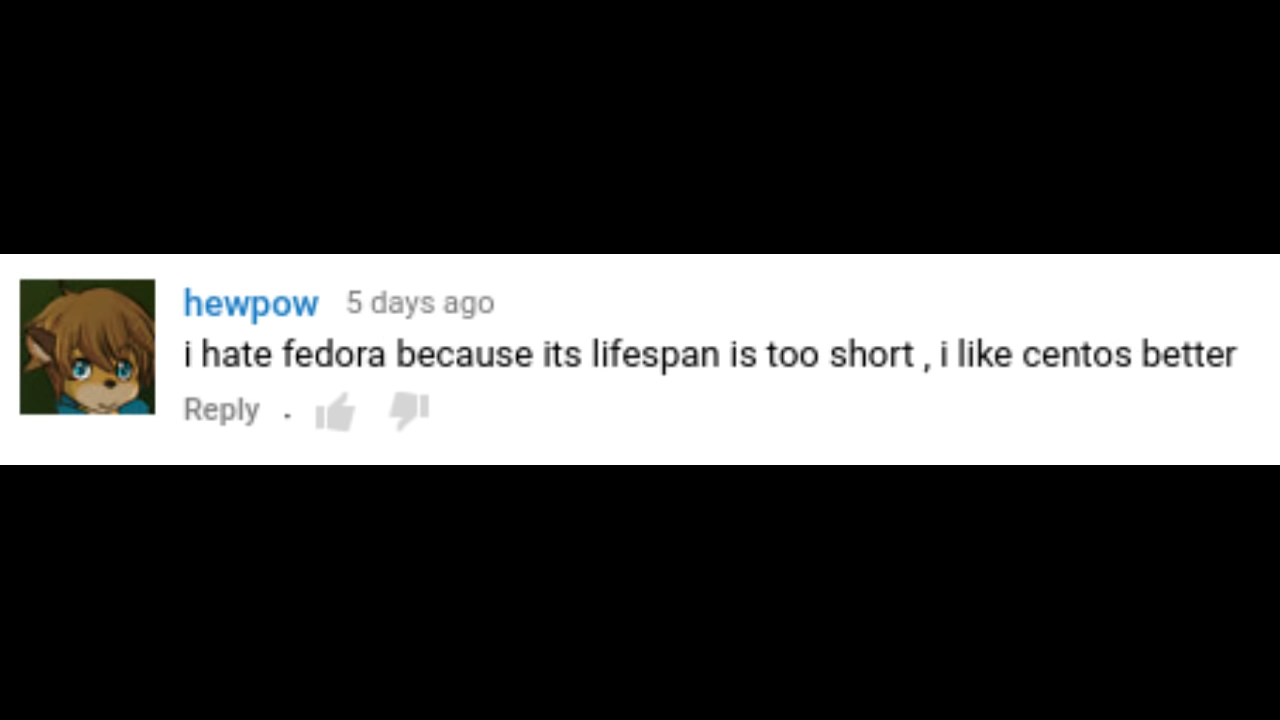 hewpow 5 days ago
i hate fedora because its lifespan is too short , i like centos better
Reply .